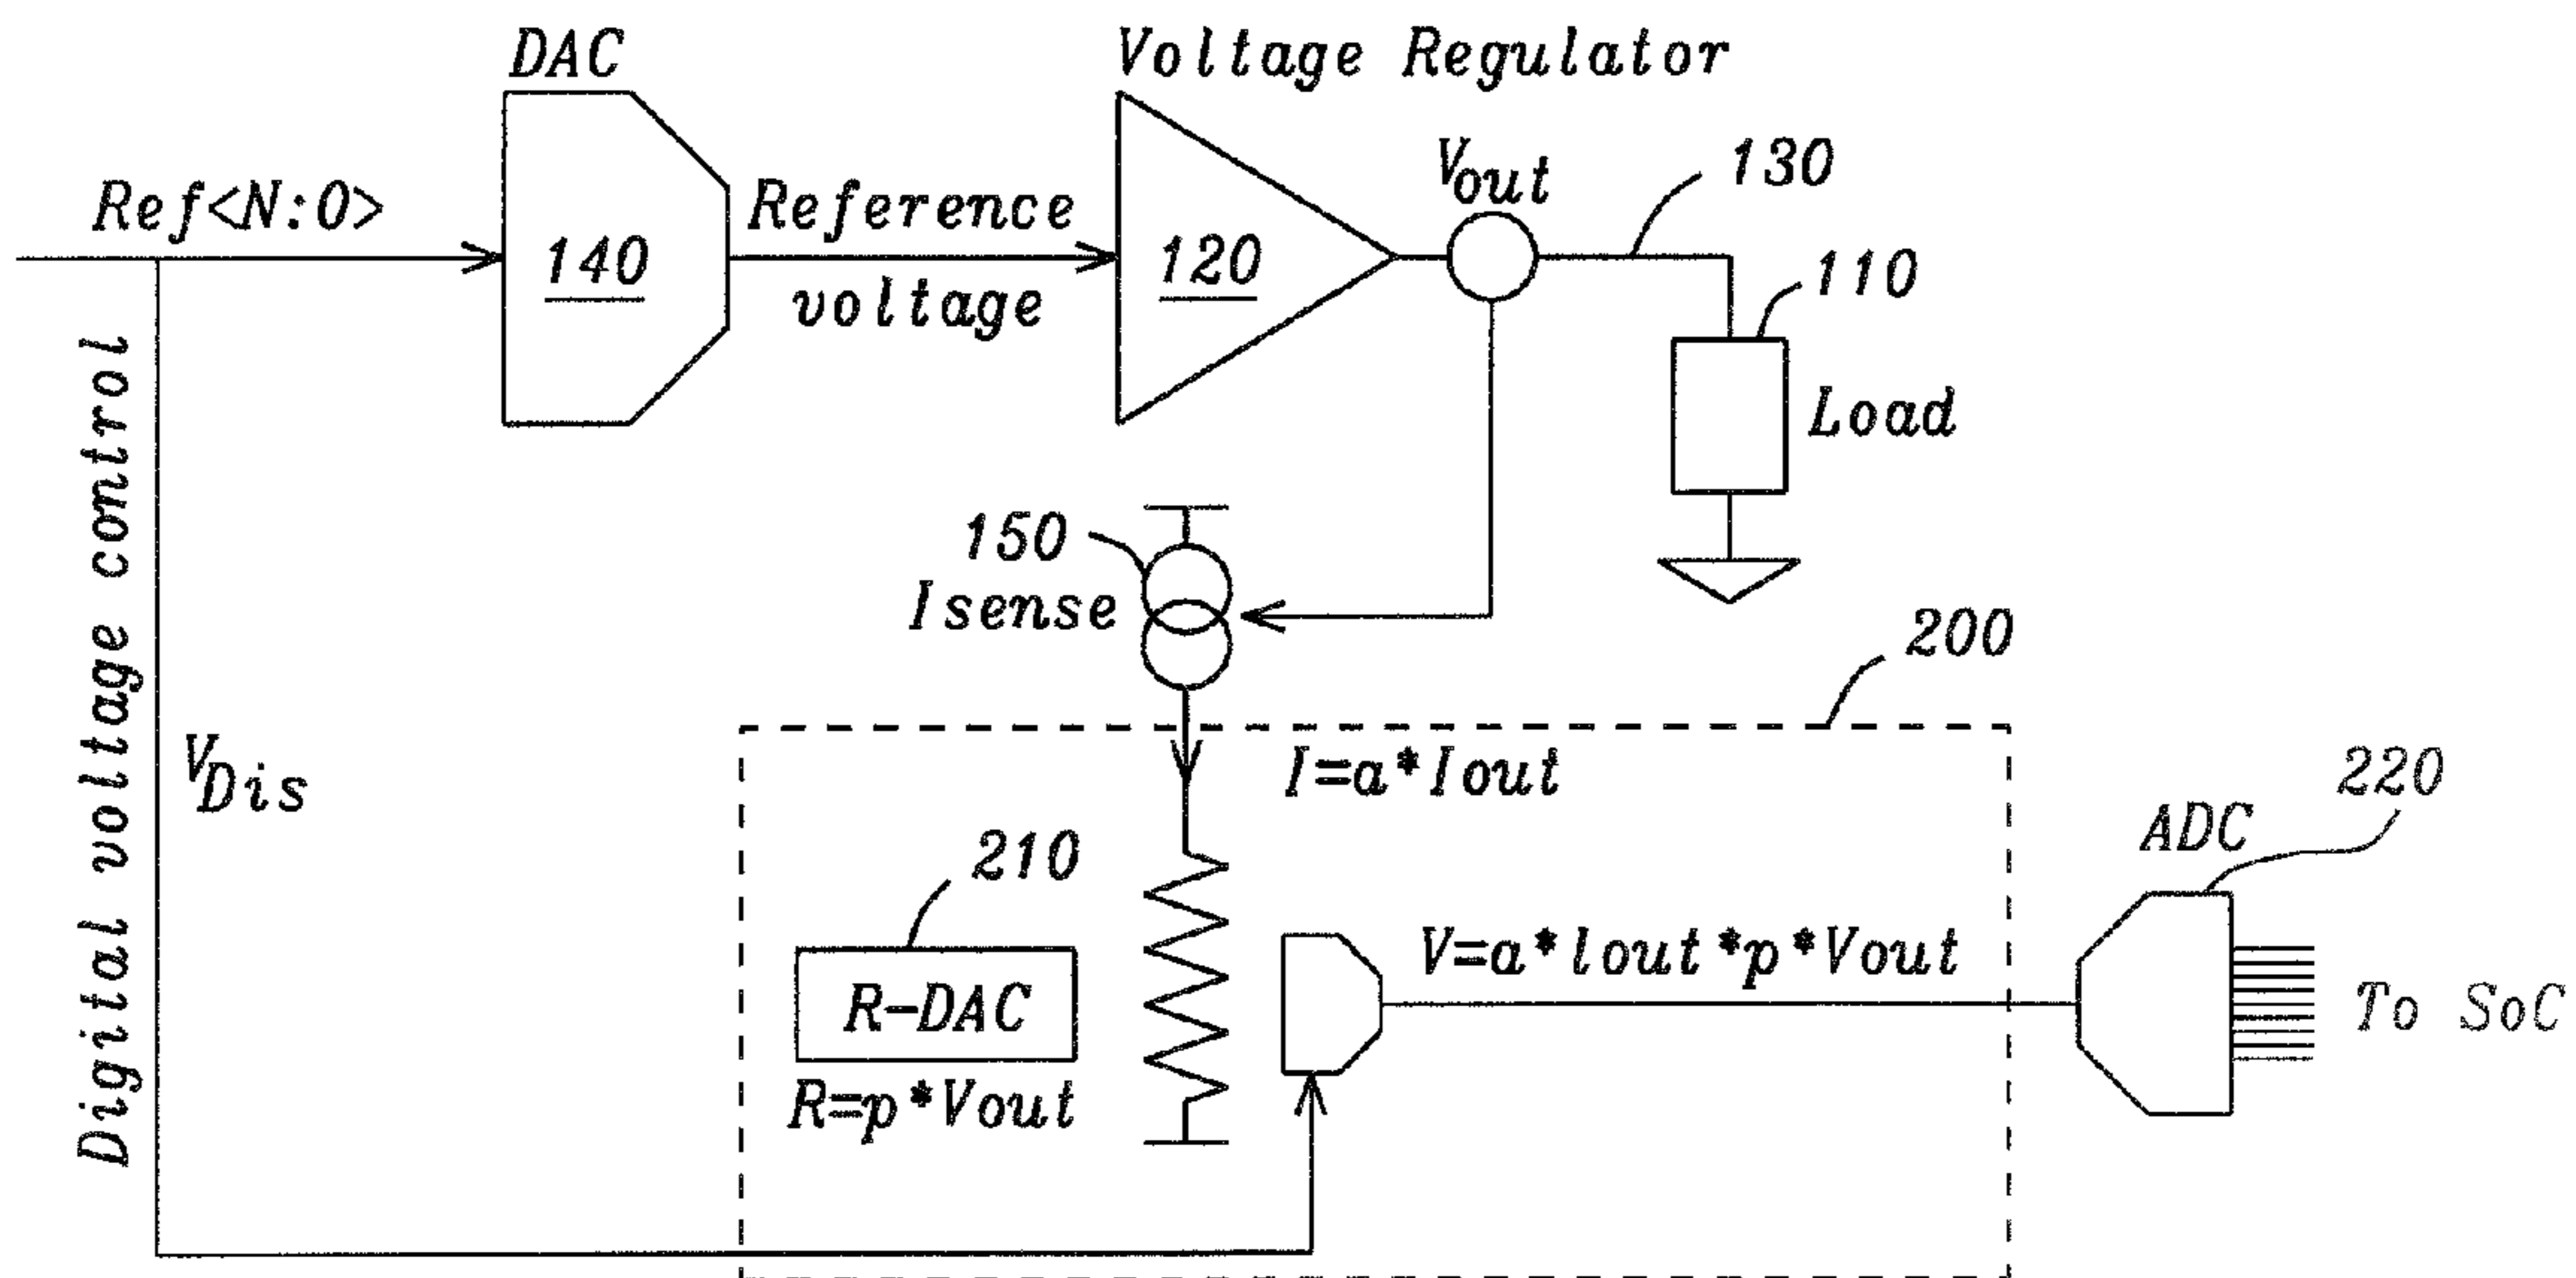 DAC
Voltage Regulator
Ref<N:0>
140
Reference
voltage
120
Vout
130
110
Load
Digital voltage control
VDis
150
Isense
200
I=a*Iout
210
R-DAC
R=p*Vout
V=a*lout*p*Vout
ADC
220
To SoC